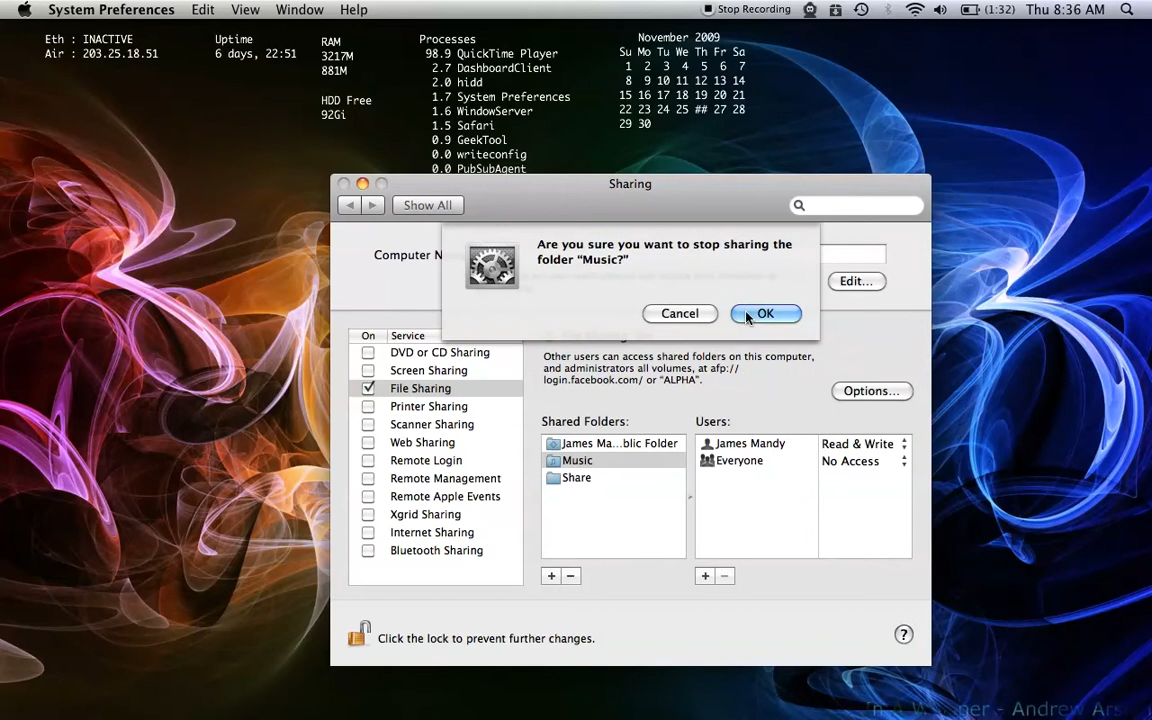 System Preferences Edit View Window Help
Stop Recording (1:32) Thu 8:36 AM
Eth : INACTIVE
Air : 203.25.18.51
Uptime
6 days, 22:51
RAM
3217M
881M
HDD Free
92Gi
Processes
98.9 QuickTime Player
2.7 DashboardClient
2.0 hidd
1.7 System Preferences
1.6 WindowServer
1.5 Safari
0.9 GeekTool
0.0 writeconfig
0.0 PubSubAgent
November 2009
Su Mo Tu We Th Fr Sa
1 2 3 4 5 6 7
8 9 10 11 12 13 14
15 16 17 18 19 20 21
22 23 24 25 ## 27 28
29 30
Sharing
Show All
Computer N
Are you sure you want to stop sharing the
folder “Music?”
Cancel OK
Edit...
On Service
DVD or CD Sharing
Screen Sharing
File Sharing
Printer Sharing
Scanner Sharing
Web Sharing
Remote Login
Remote Management
Remote Apple Events
Xgrid Sharing
Internet Sharing
Bluetooth Sharing
Other users can access shared folders on this computer,
and administrators all volumes, at afp://
login.facebook.com/ or “ALPHA”.
Options...
Shared Folders:
James Ma...blic Folder
Music
Share
Users:
James Mandy Read & Write
Everyone No Access
+ −
+ −
Click the lock to prevent further changes.
?